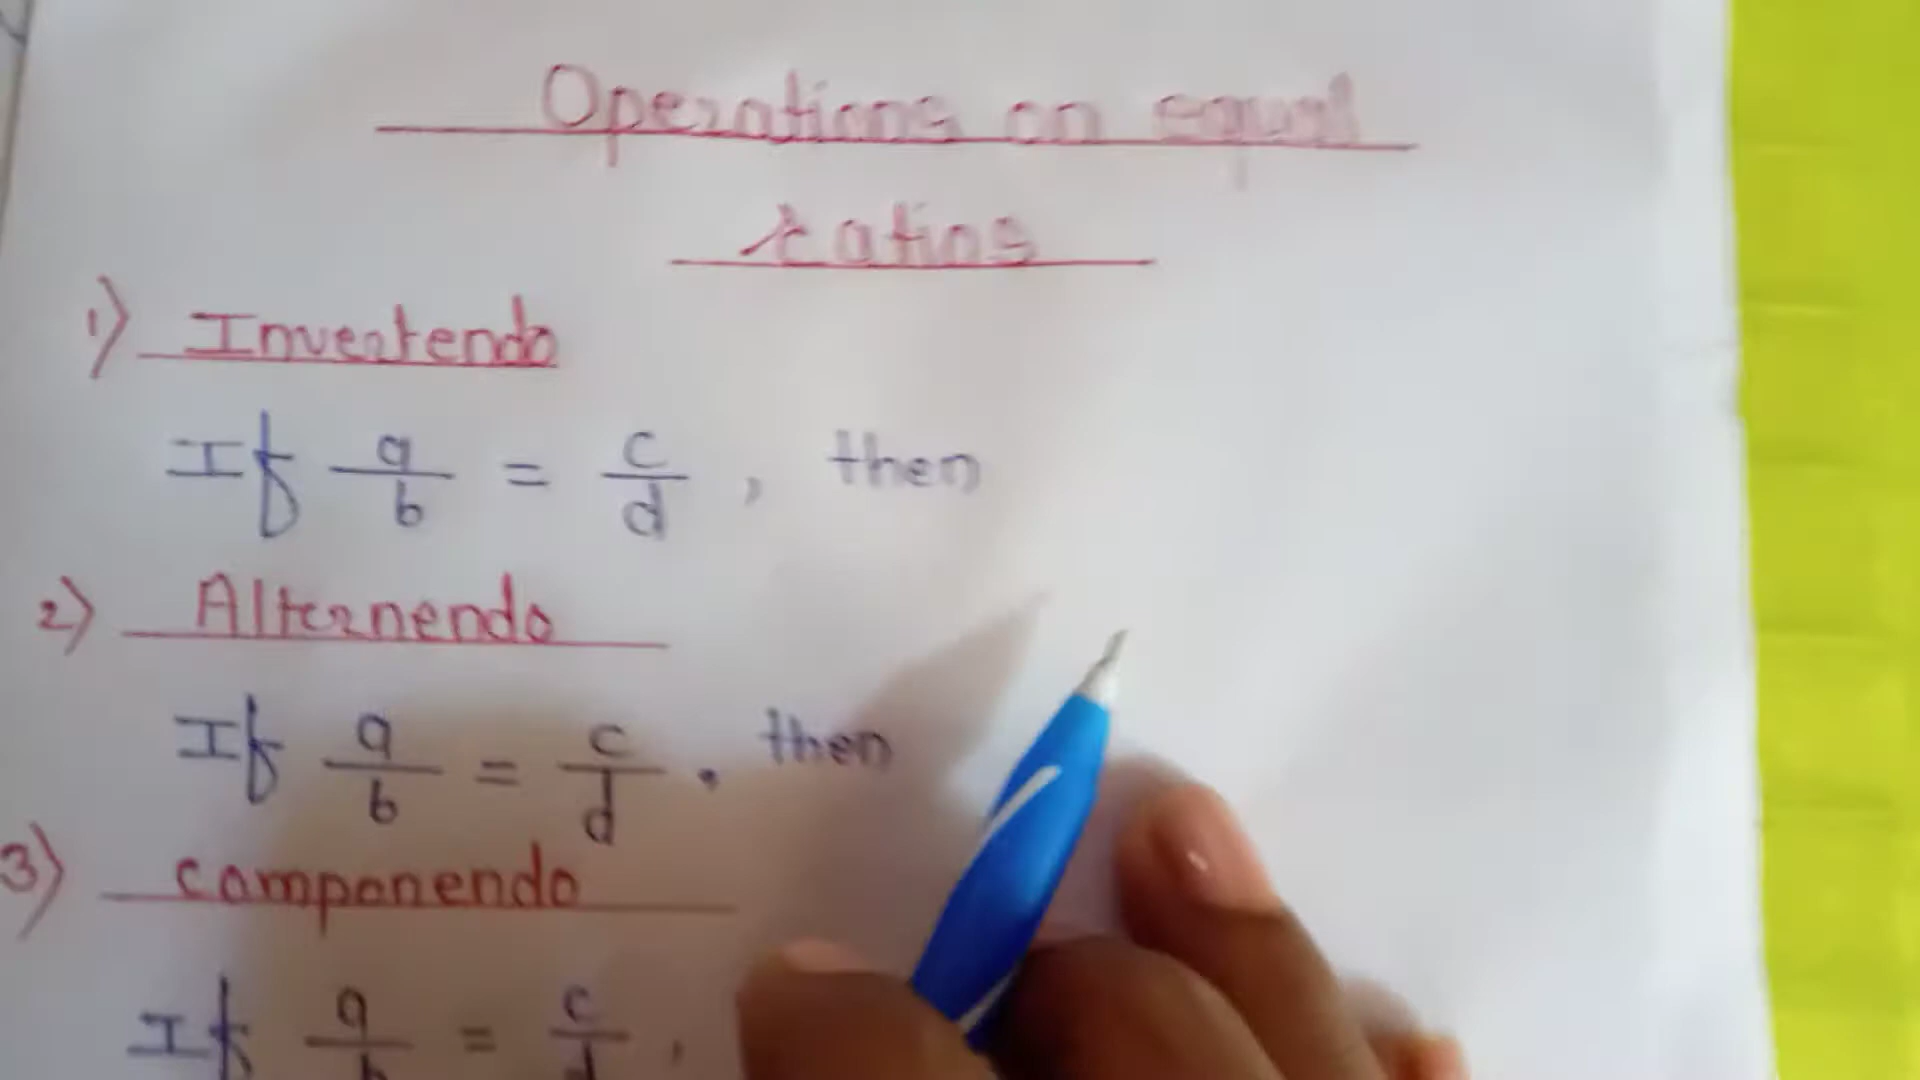 Operations on equal
ratios
1) Invertendo
If a/b = c/d, then
2) Alternendo
If a/b = c/d. then
3) componendo
If a/b = c/d,